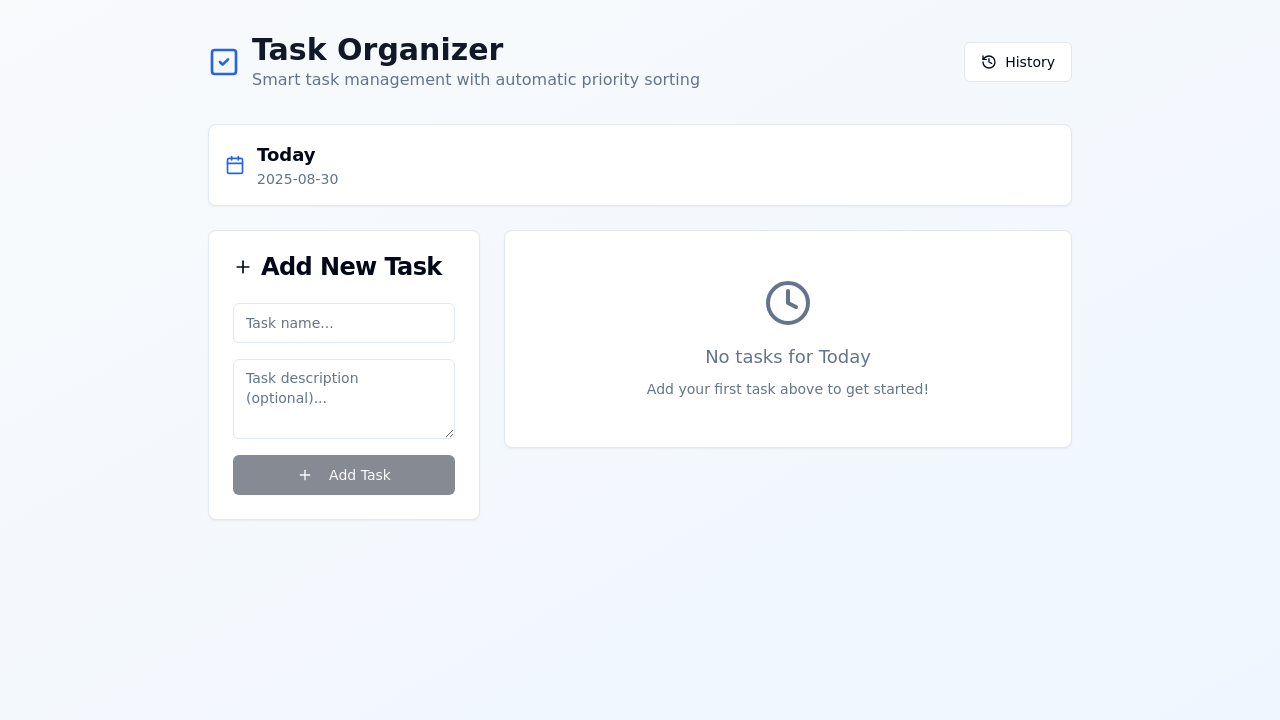 Task Organizer
Smart task management with automatic priority sorting
History
Today
2025-08-30
Add New Task
Task name...
Task description
(optional)...
Add Task
No tasks for Today
Add your first task above to get started!